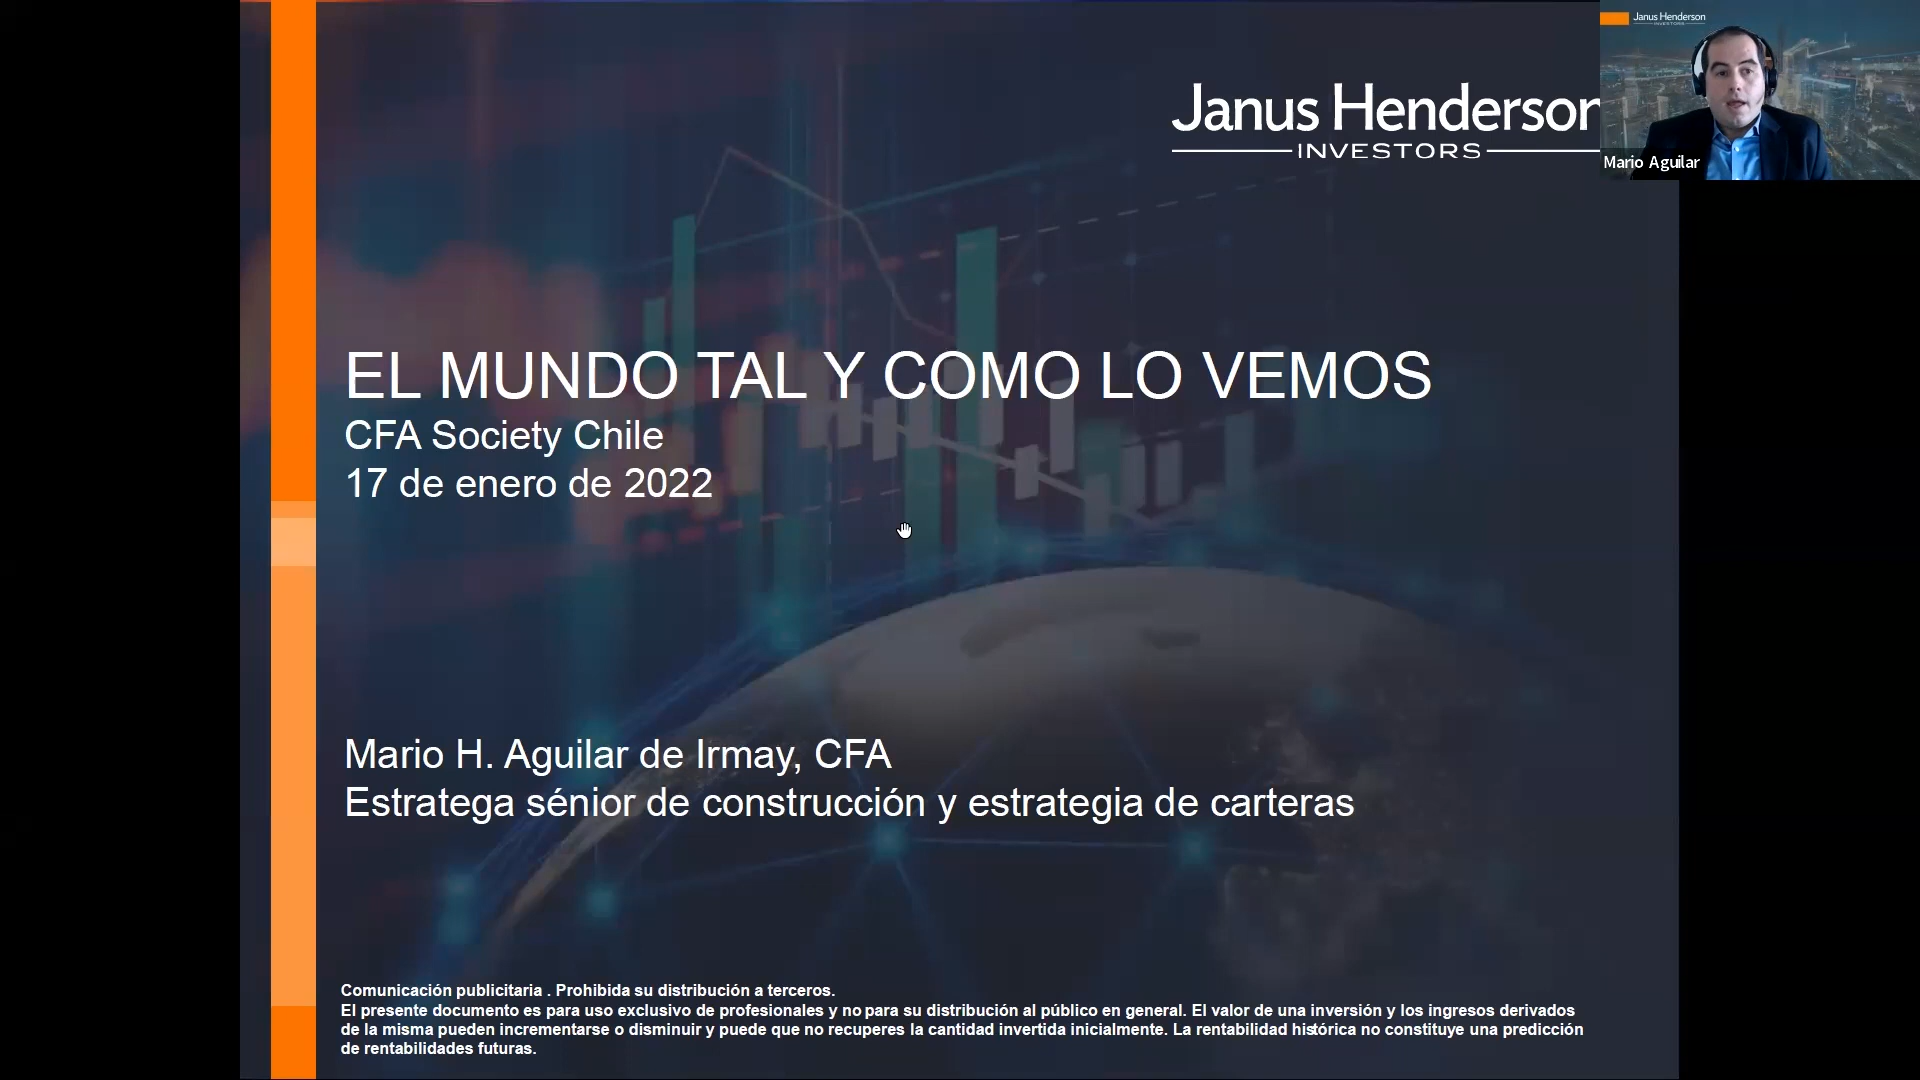 Janus Henderson
INVESTORS
Janus Henderson
INVESTORS
Mario Aguilar
EL MUNDO TAL Y COMO LO VEMOS
CFA Society Chile
17 de enero de 2022
Mario H. Aguilar de Irmay, CFA
Estratega sénior de construcción y estrategia de carteras
Comunicación publicitaria . Prohibida su distribución a terceros.
El presente documento es para uso exclusivo de profesionales y no para su distribución al público en general. El valor de una inversión y los ingresos derivados
de la misma pueden incrementarse o disminuir y puede que no recuperes la cantidad invertida inicialmente. La rentabilidad histórica no constituye una predicción
de rentabilidades futuras.